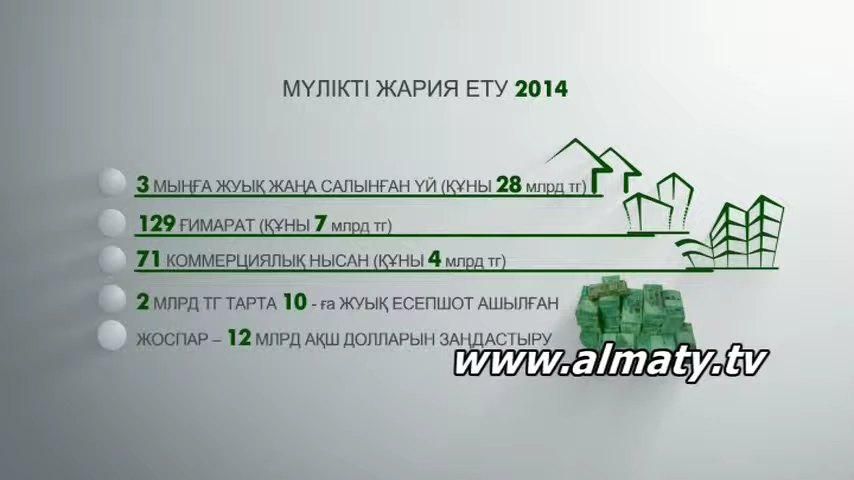 МҮЛІКТІ ЖАРИЯ ЕТУ 2014
3 МЫҢҒА ЖУЫҚ ЖАҢА САЛЫНҒАН ҮЙ (ҚҰНЫ 28 млрд тг)
129 ҒИМАРАТ (ҚҰНЫ 7 млрд тг)
71 КОММЕРЦИЯЛЫҚ НЫСАН (ҚҰНЫ 4 млрд тг)
2 МЛРД ТГ ТАРТА 10 - ға ЖУЫҚ ЕСЕПШОТ АШЫЛҒАН
ЖОСПАР – 12 МЛРД АҚШ ДОЛЛАРЫН ЗАҢДАСТЫРУ
www.almaty.tv